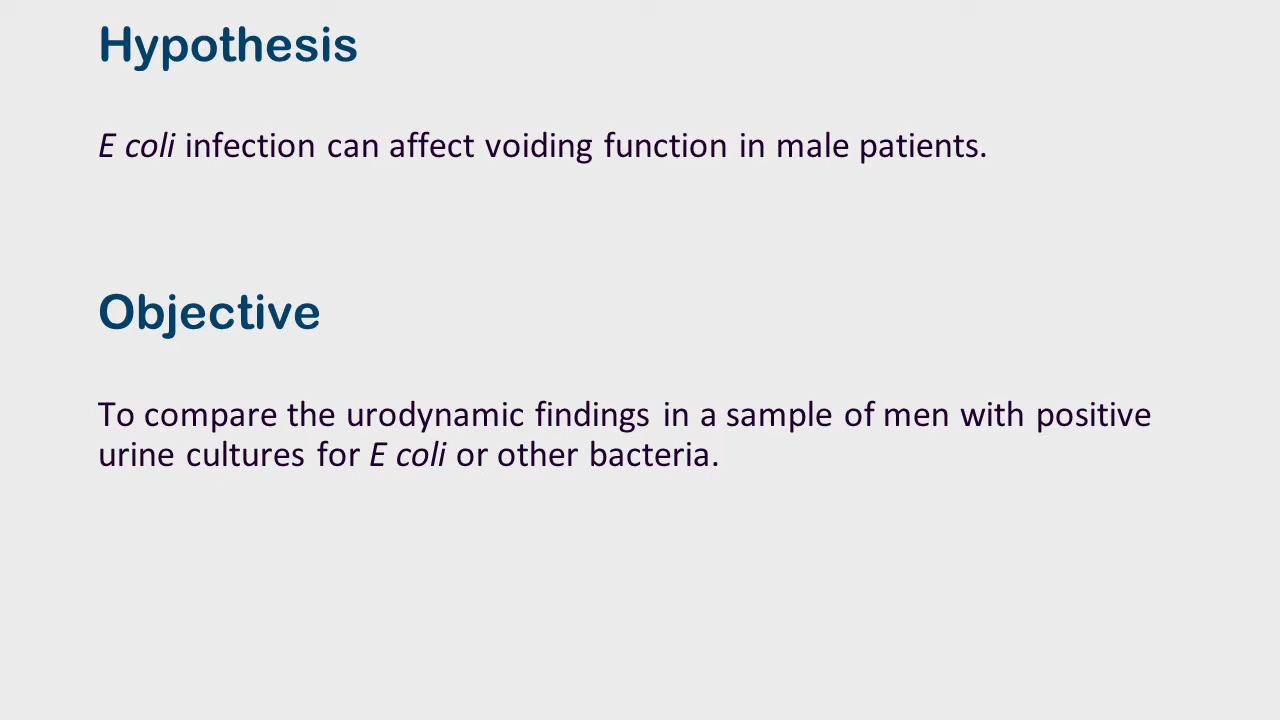 Hypothesis
E coli infection can affect voiding function in male patients.
Objective
To compare the urodynamic findings in a sample of men with positive
urine cultures for E coli or other bacteria.